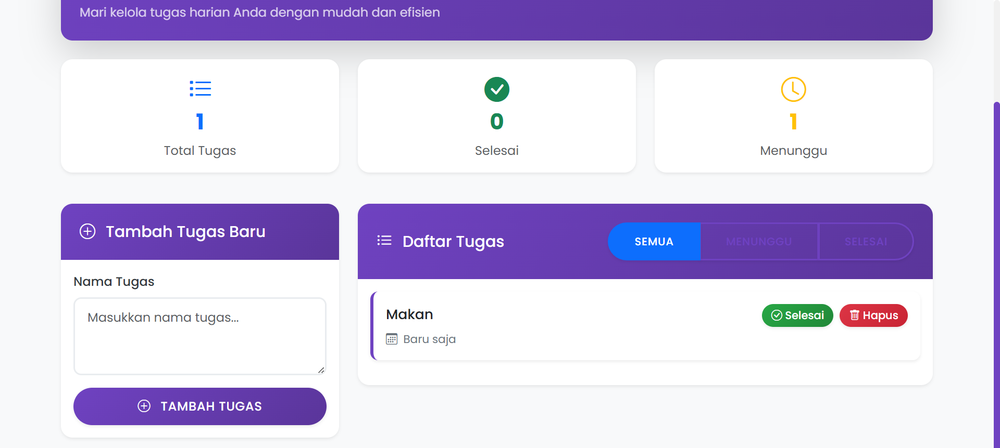 Mari kelola tugas harian Anda dengan mudah dan efisien
1
Total Tugas
0
Selesai
1
Menunggu
Tambah Tugas Baru
Nama Tugas
Masukkan nama tugas...
TAMBAH TUGAS
Daftar Tugas
SEMUA
MENUNGGU
SELESAI
Makan
Selesai
Hapus
Baru saja